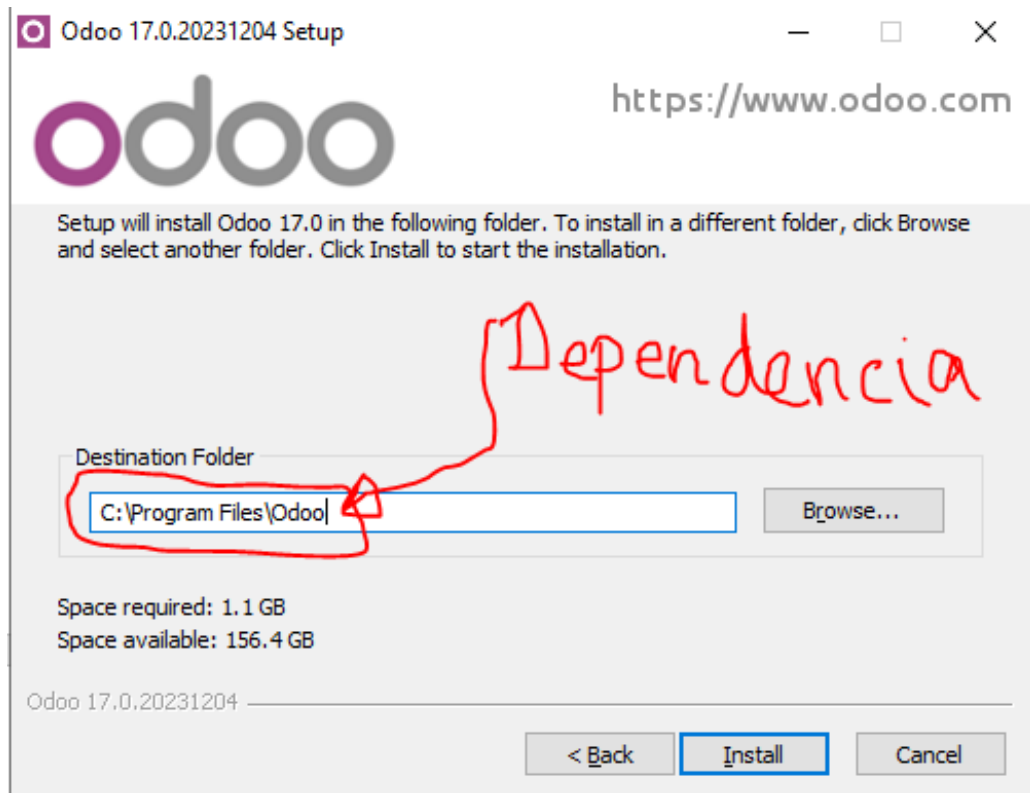 Odoo 17.0.20231204 Setup
odoo
https://www.odoo.com
Setup will install Odoo 17.0 in the following folder. To install in a different folder, click Browse
and select another folder. Click Install to start the installation.
Dependencia
Destination Folder
C:\Program Files\Odoo
Browse...
Space required: 1.1 GB
Space available: 156.4 GB
Odoo 17.0.20231204
< Back Install Cancel